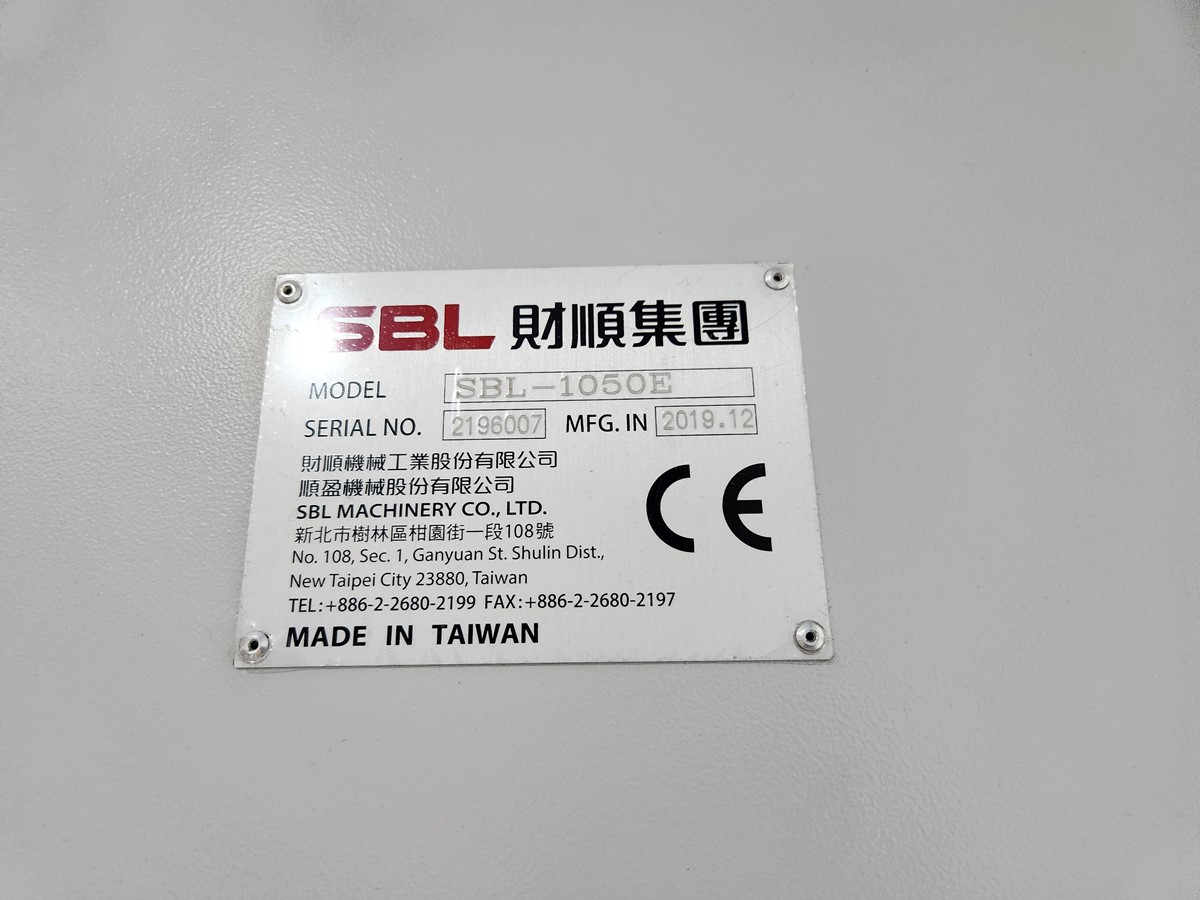 SBL 財順集團
MODEL SBL-1050E
SERIAL NO. 2196007 MFG. IN 2019.12
財順機械工業股份有限公司
順盈機械股份有限公司
SBL MACHINERY CO., LTD.
新北市樹林區柑園街一段108號
No. 108, Sec. 1, Ganyuan St. Shulin Dist.,
New Taipei City 23880, Taiwan
TEL:+886-2-2680-2199 FAX:+886-2-2680-2197
MADE IN TAIWAN
CE